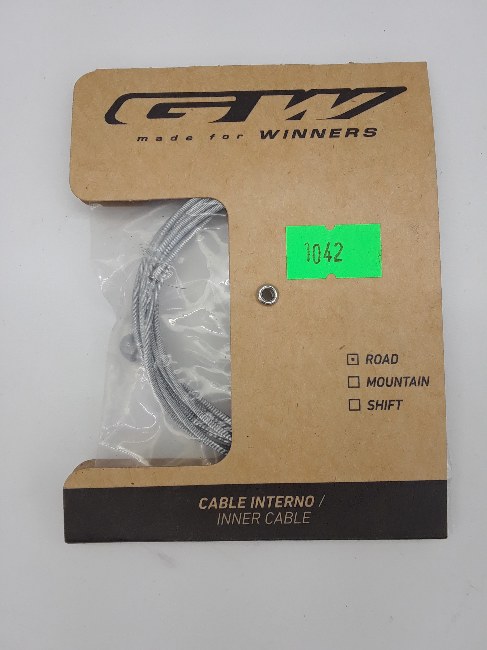 GW
made for WINNERS
1042
ROAD
MOUNTAIN
SHIFT
CABLE INTERNO /
INNER CABLE